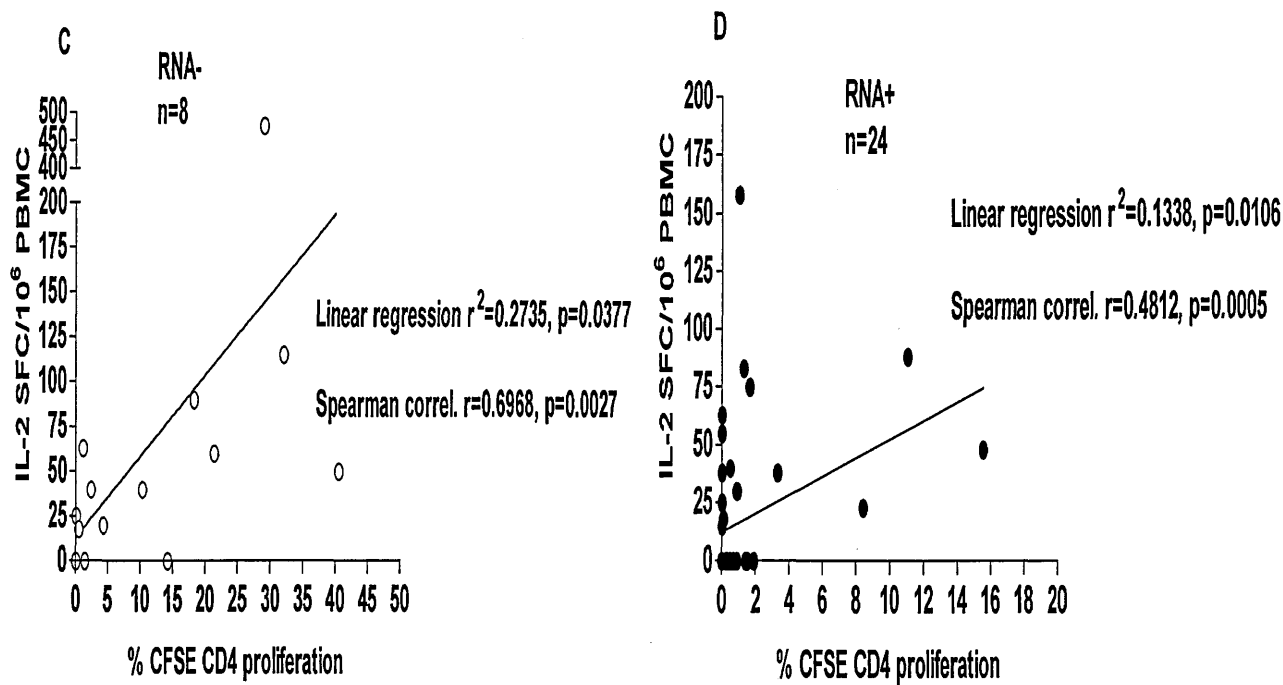 C
RNA-
n=8
500
450
400
200
175
150
125
100
75
50
25
0
IL-2 SFC/10⁶ PBMC
Linear regression r²=0.2735, p=0.0377
Spearman correl. r=0.6968, p=0.0027
0 5 10 15 20 25 30 35 40 45 50
% CFSE CD4 proliferation
D
RNA+
n=24
200
175
150
125
100
75
50
25
0
IL-2 SFC/10⁶ PBMC
Linear regression r²=0.1338, p=0.0106
Spearman correl. r=0.4812, p=0.0005
0 2 4 6 8 10 12 14 16 18 20
% CFSE CD4 proliferation